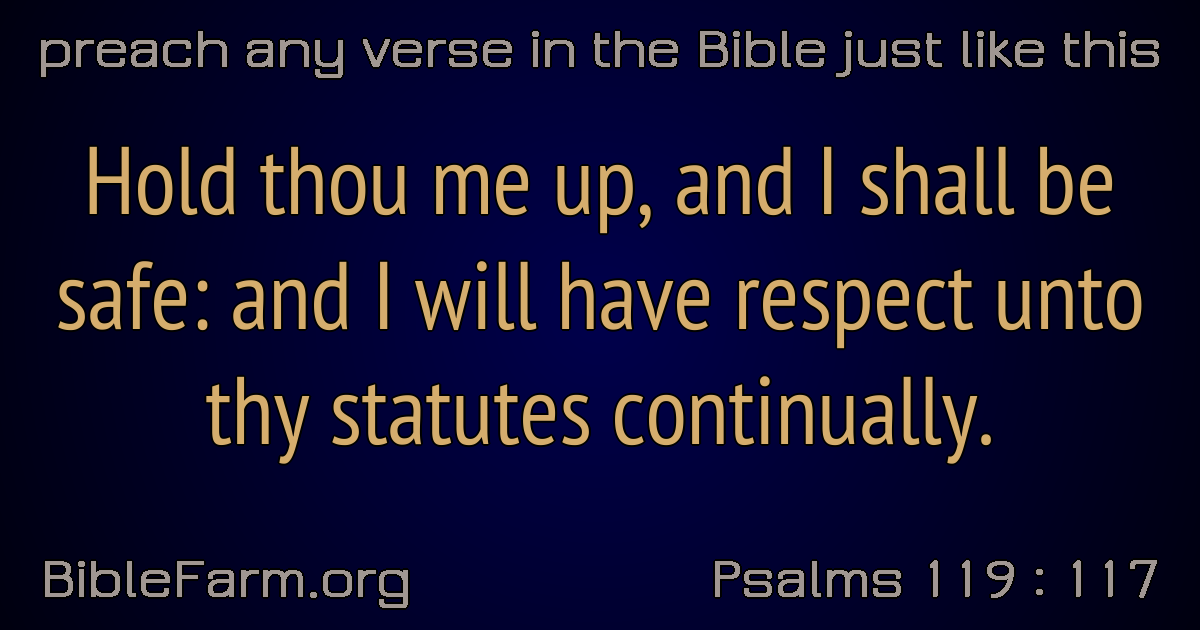 preach any verse in the Bible just like this
Hold thou me up, and I shall be
safe: and I will have respect unto
thy statutes continually.
BibleFarm.org
Psalms 119 : 117